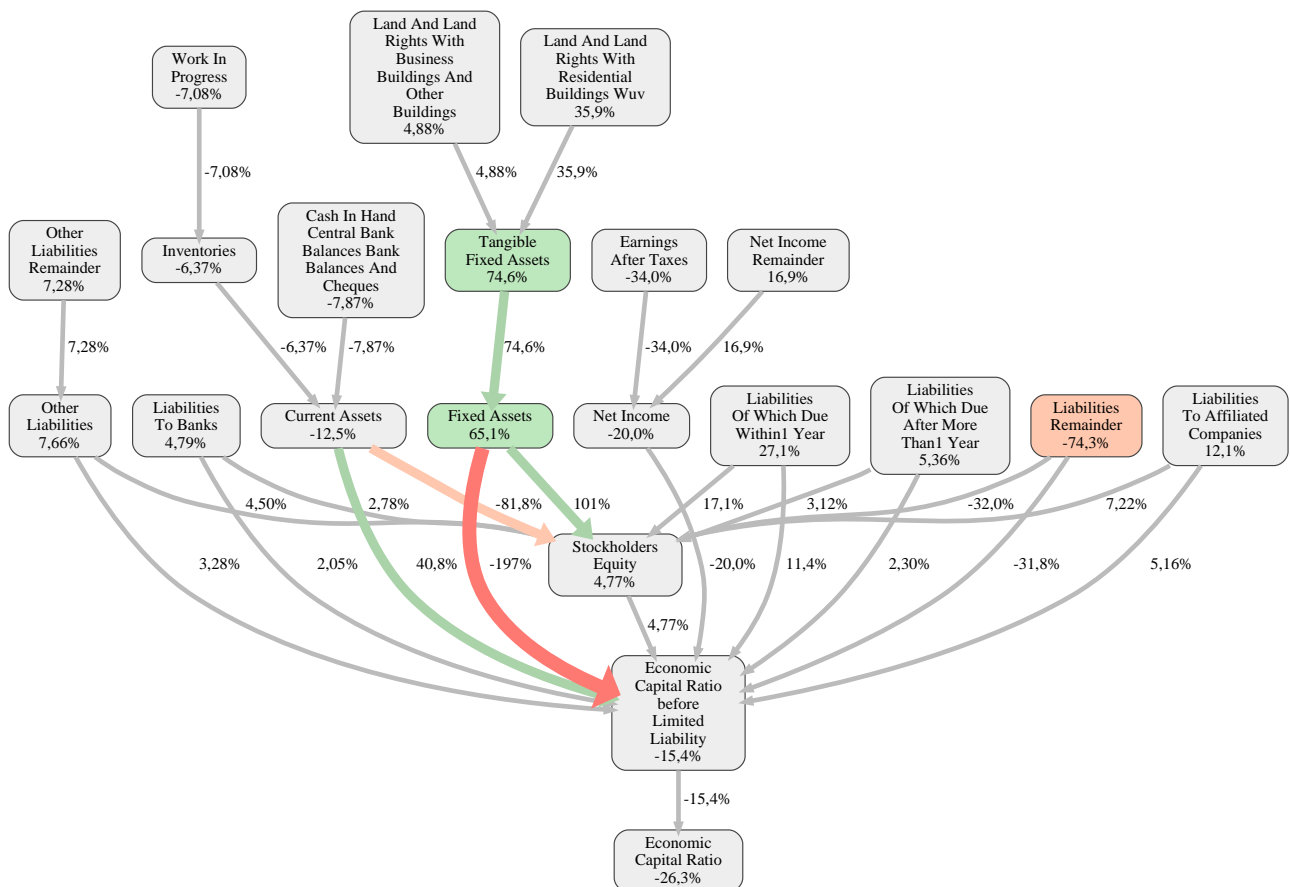 Land And Land
Rights With
Business
Buildings And
Other
Buildings
4,88%
Land And Land
Rights With
Residential
Buildings Wuv
35,9%
Work In
Progress
-7,08%
-7,08%
4,88%
35,9%
Other
Liabilities
Remainder
7,28%
Inventories
-6,37%
Cash In Hand
Central Bank
Balances Bank
Balances And
Cheques
-7,87%
Tangible
Fixed Assets
74,6%
Earnings
After Taxes
-34,0%
Net Income
Remainder
16,9%
7,28%
-6,37%
-7,87%
74,6%
-34,0%
16,9%
Other
Liabilities
7,66%
Liabilities
To Banks
4,79%
Current Assets
-12,5%
Fixed Assets
65,1%
Net Income
-20,0%
Liabilities
Of Which Due
Within1 Year
27,1%
Liabilities
Of Which Due
After More
Than1 Year
5,36%
Liabilities
Remainder
-74,3%
Liabilities
To Affiliated
Companies
12,1%
4,50%
2,78%
-81,8%
101%
17,1%
3,12%
-32,0%
7,22%
Stockholders
Equity
4,77%
3,28%
2,05%
40,8%
-197%
-20,0%
11,4%
2,30%
-31,8%
5,16%
4,77%
Economic
Capital Ratio
before
Limited
Liability
-15,4%
-15,4%
Economic
Capital Ratio
-26,3%